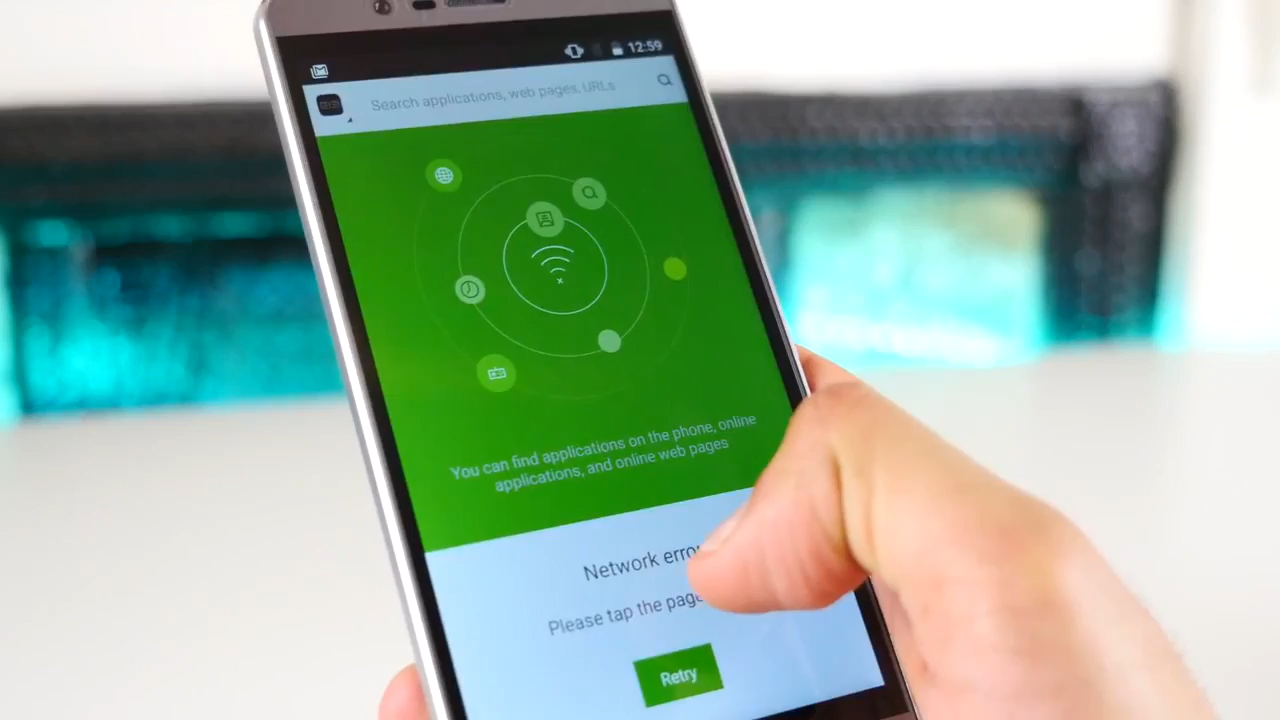 12:59
Search applications, web pages, URLs
You can find applications on the phone, online
applications, and online web pages
Network error
Please tap the page
Retry